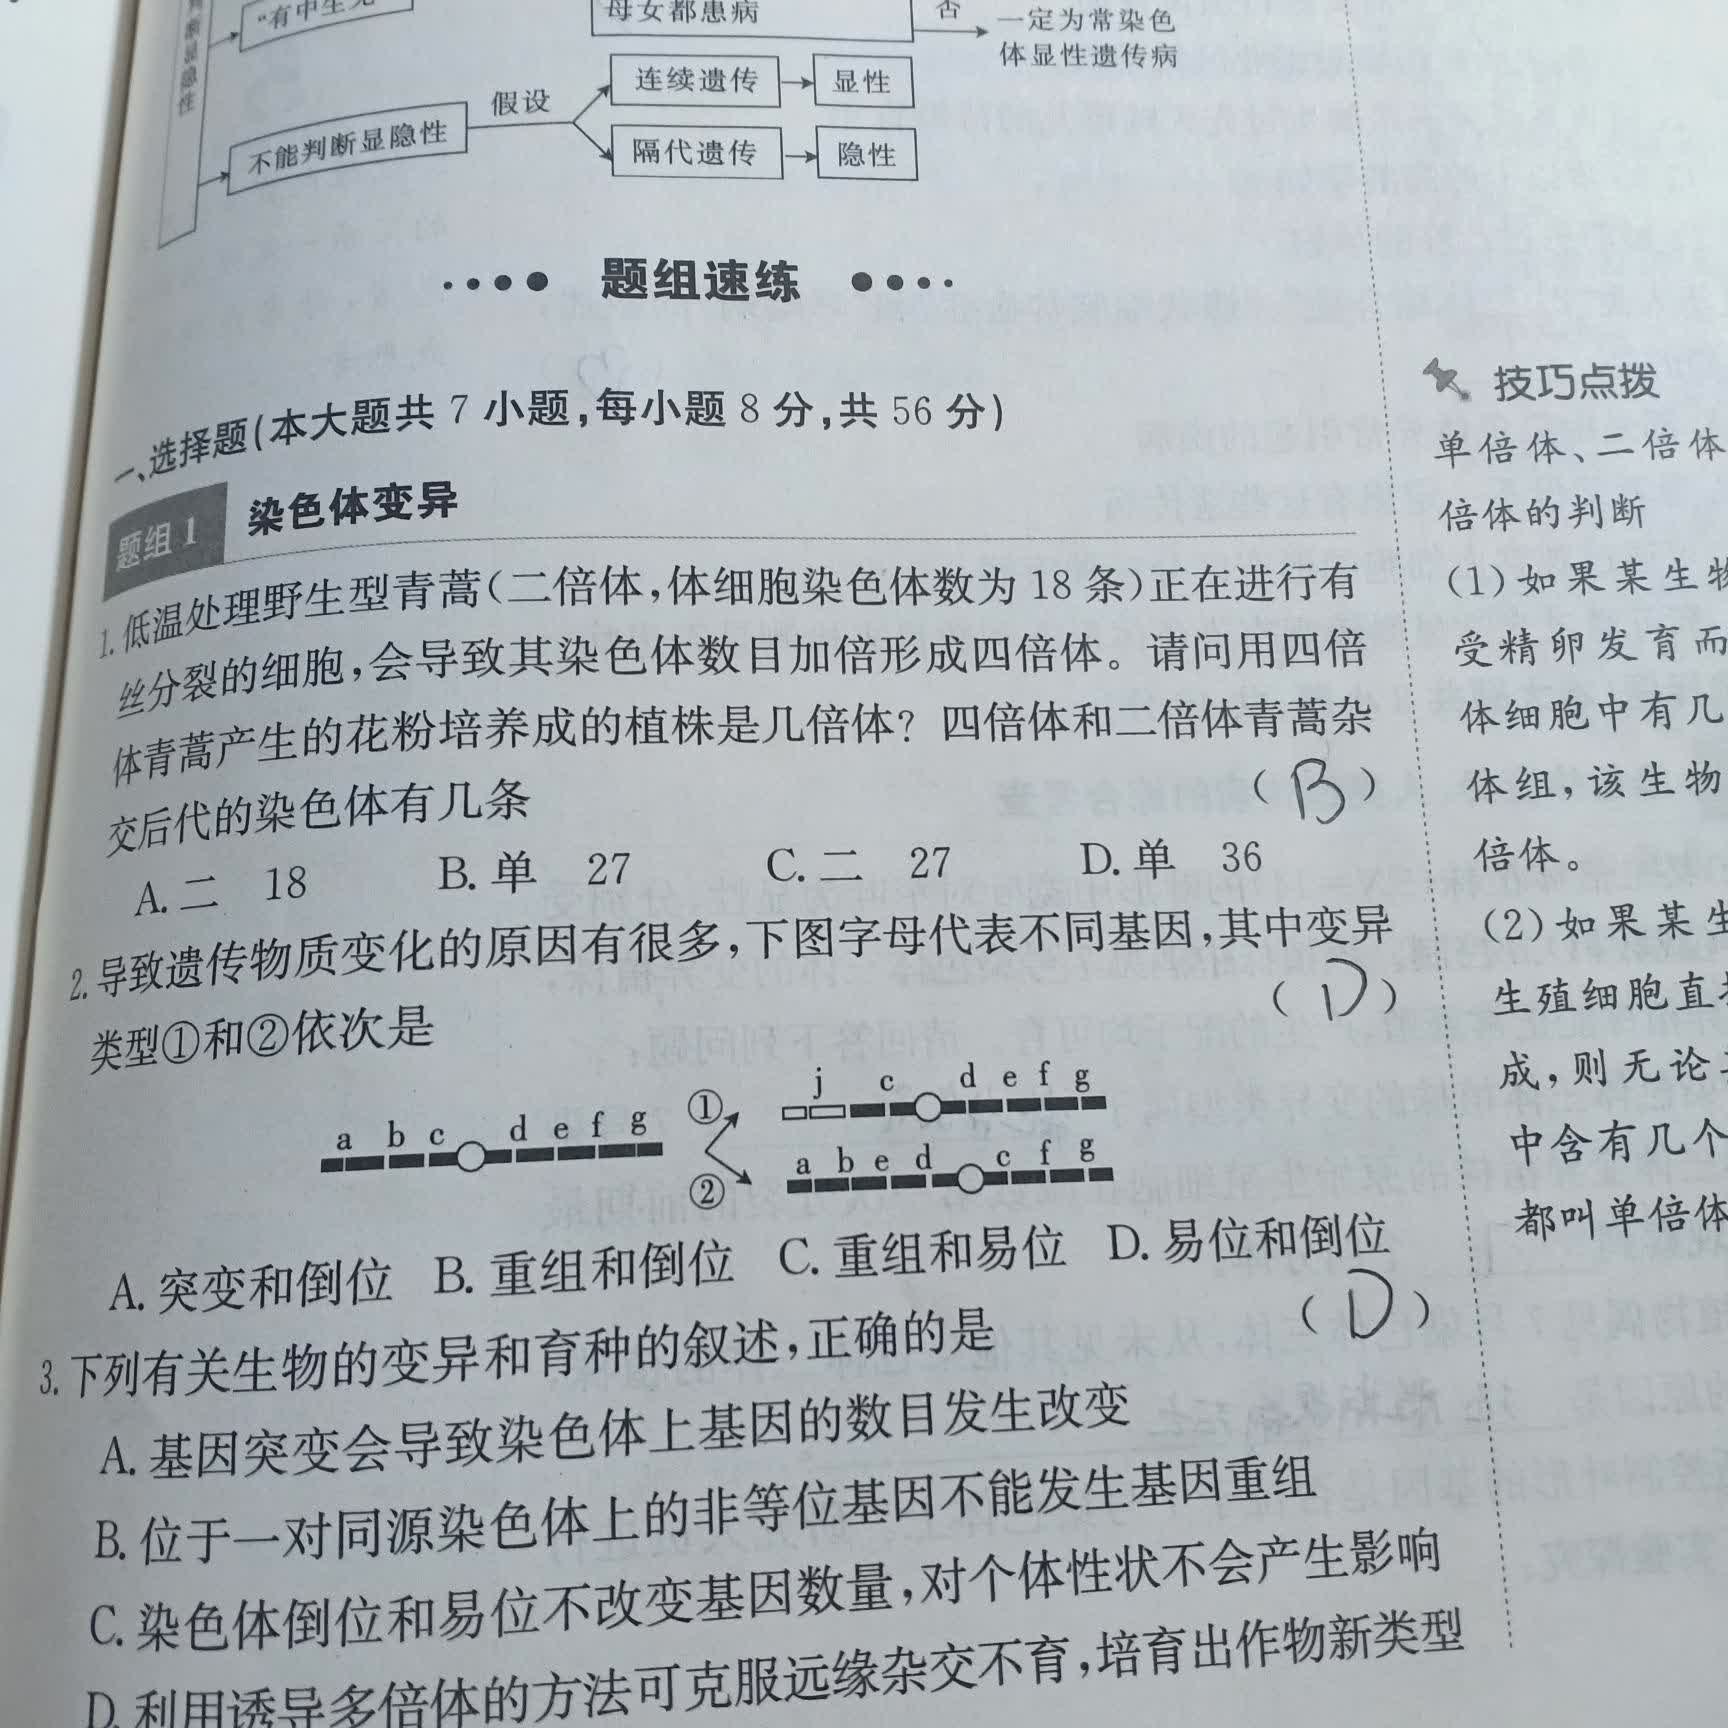 断显隐性
“有中生无
母女都患病
否
一定为常染色
体显性遗传病
不能判断显隐性
假设
连续遗传
显性
隔代遗传
隐性
题组速练
一、选择题(本大题共 7 小题,每小题 8 分,共 56 分)
题组 1 染色体变异
1. 低温处理野生型青蒿(二倍体,体细胞染色体数为 18 条)正在进行有
丝分裂的细胞,会导致其染色体数目加倍形成四倍体。请问用四倍
体青蒿产生的花粉培养成的植株是几倍体? 四倍体和二倍体青蒿杂
交后代的染色体有几条 ( B )
A. 二 18 B. 单 27 C. 二 27 D. 单 36
2. 导致遗传物质变化的原因有很多,下图字母代表不同基因,其中变异
类型①和②依次是 ( D )
a b c d e f g
①
j c d e f g
②
a b e d c f g
A. 突变和倒位 B. 重组和倒位 C. 重组和易位 D. 易位和倒位
3. 下列有关生物的变异和育种的叙述,正确的是 ( D )
A. 基因突变会导致染色体上基因的数目发生改变
B. 位于一对同源染色体上的非等位基因不能发生基因重组
C. 染色体倒位和易位不改变基因数量,对个体性状不会产生影响
D. 利用诱导多倍体的方法可克服远缘杂交不育,培育出作物新类型
技巧点拨
单倍体、二倍体
倍体的判断
(1)如果某生物
受精卵发育而
体细胞中有几
体组,该生物
倍体。
(2)如果某生
生殖细胞直接
成,则无论
中含有几个
都叫单倍体